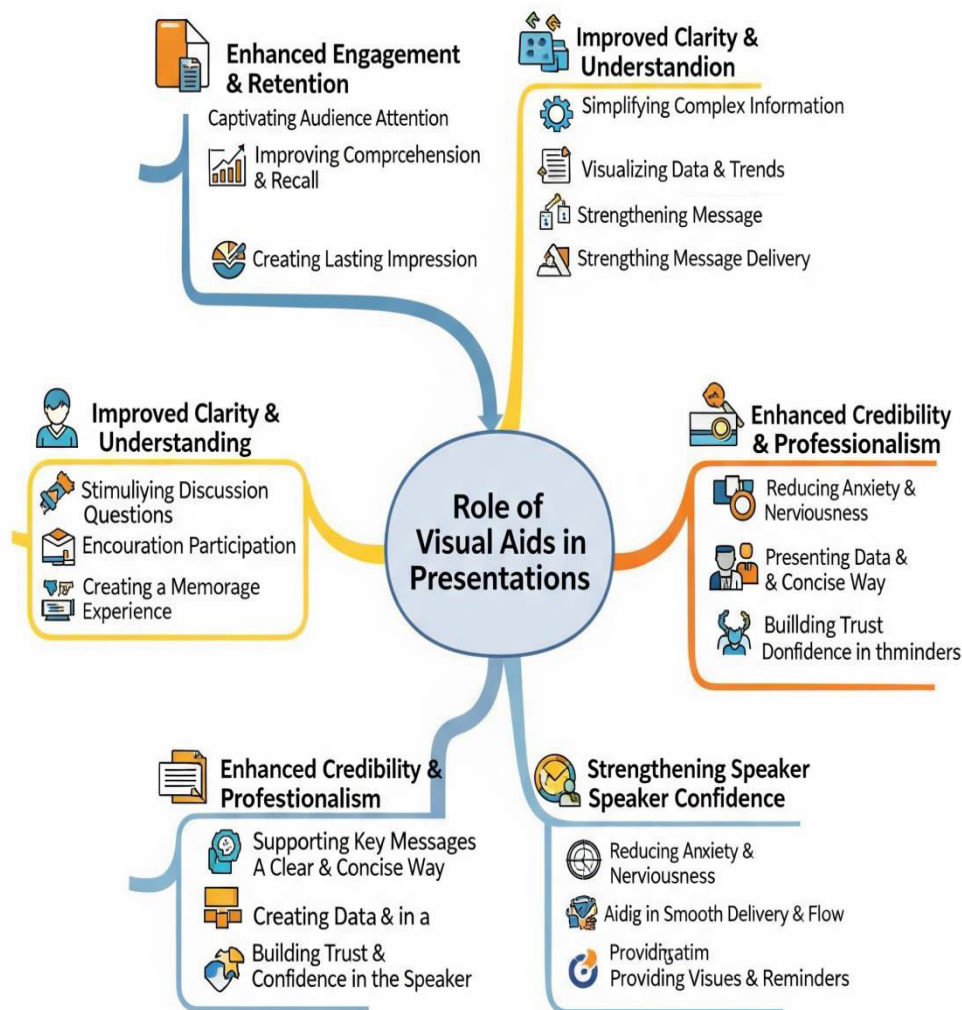 Enhanced Engagement
& Retention
Captivating Audience Attention
Improving Comprcehension
& Recall
Creating Lasting Impression
Improved Clarity &
Understandion
Simplifying Complex Information
Visualizing Data & Trends
Strengthening Message
Strengthing Message Delivery
Improved Clarity &
Understanding
Stimuliying Discussion
Questions
Encouration Participation
Creating a Memorage
Experience
Role of
Visual Aids in
Presentations
Enhanced Credibility
& Professionalism
Reducing Anxiety &
Nerviousness
Presenting Data &
& Concise Way
Buillding Trust
Donfidence in thminders
Enhanced Credibility &
Profestionalism
Supporting Key Messages
A Clear & Concise Way
Creating Data & in a
Building Trust &
Confidence in the Speaker
Strengthening Speaker
Speaker Confidence
Reducing Anxiety &
Nerviousness
Aidig in Smooth Delivery & Flow
Providing Visues & Reminders